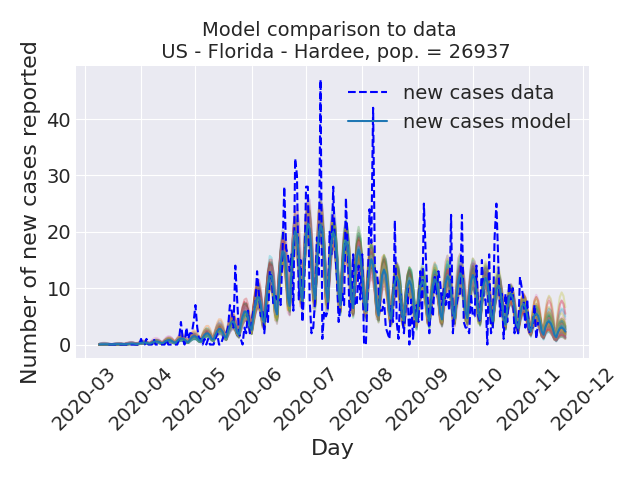 Model comparison to data
US - Florida - Hardee, pop. = 26937
Number of new cases reported
new cases data
new cases model
40
30
20
10
0
2020-03
2020-04
2020-05
2020-06
2020-07
2020-08
2020-09
2020-10
2020-11
2020-12
Day